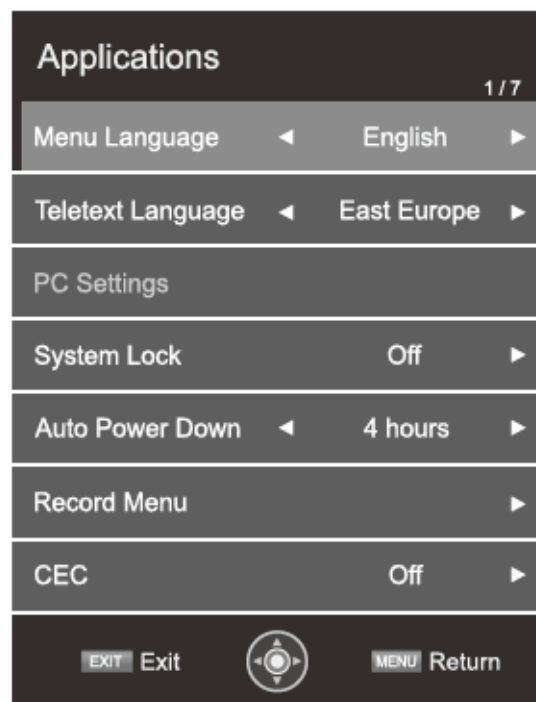 Applications
1 / 7
Menu Language English
Teletext Language East Europe
PC Settings
System Lock Off
Auto Power Down 4 hours
Record Menu
CEC Off
EXIT Exit MENU Return